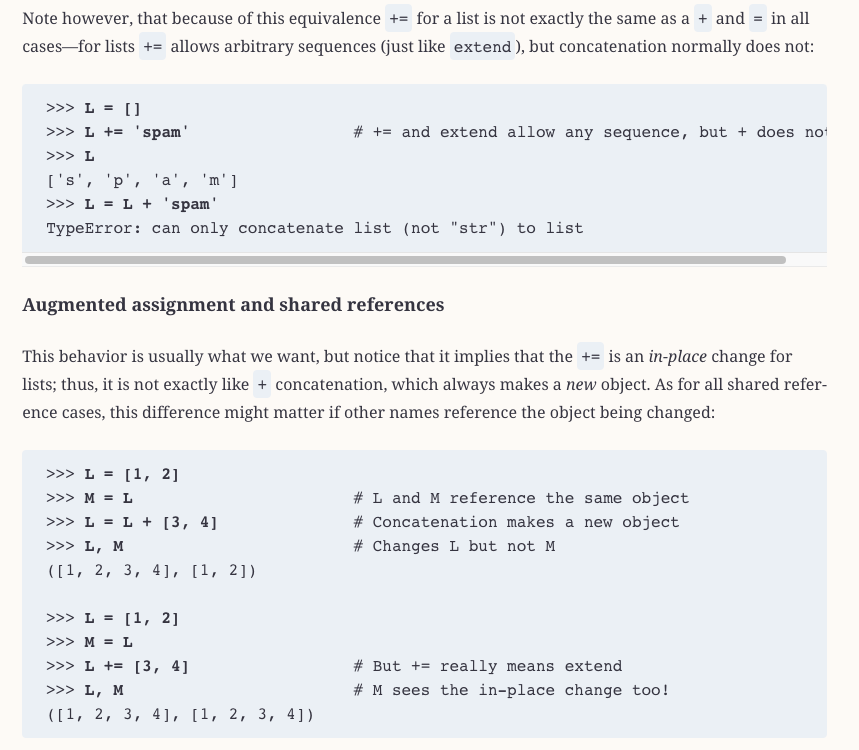 Note however, that because of this equivalence += for a list is not exactly the same as a + and = in all
cases—for lists += allows arbitrary sequences (just like extend), but concatenation normally does not:
>>> L = []
>>> L += 'spam'                # += and extend allow any sequence, but + does not
>>> L
['s', 'p', 'a', 'm']
>>> L = L + 'spam'
TypeError: can only concatenate list (not "str") to list
Augmented assignment and shared references
This behavior is usually what we want, but notice that it implies that the += is an in-place change for
lists; thus, it is not exactly like + concatenation, which always makes a new object. As for all shared refer-
ence cases, this difference might matter if other names reference the object being changed:
>>> L = [1, 2]
>>> M = L                      # L and M reference the same object
>>> L = L + [3, 4]             # Concatenation makes a new object
>>> L, M                       # Changes L but not M
([1, 2, 3, 4], [1, 2])
>>> L = [1, 2]
>>> M = L
>>> L += [3, 4]                # But += really means extend
>>> L, M                       # M sees the in-place change too!
([1, 2, 3, 4], [1, 2, 3, 4])